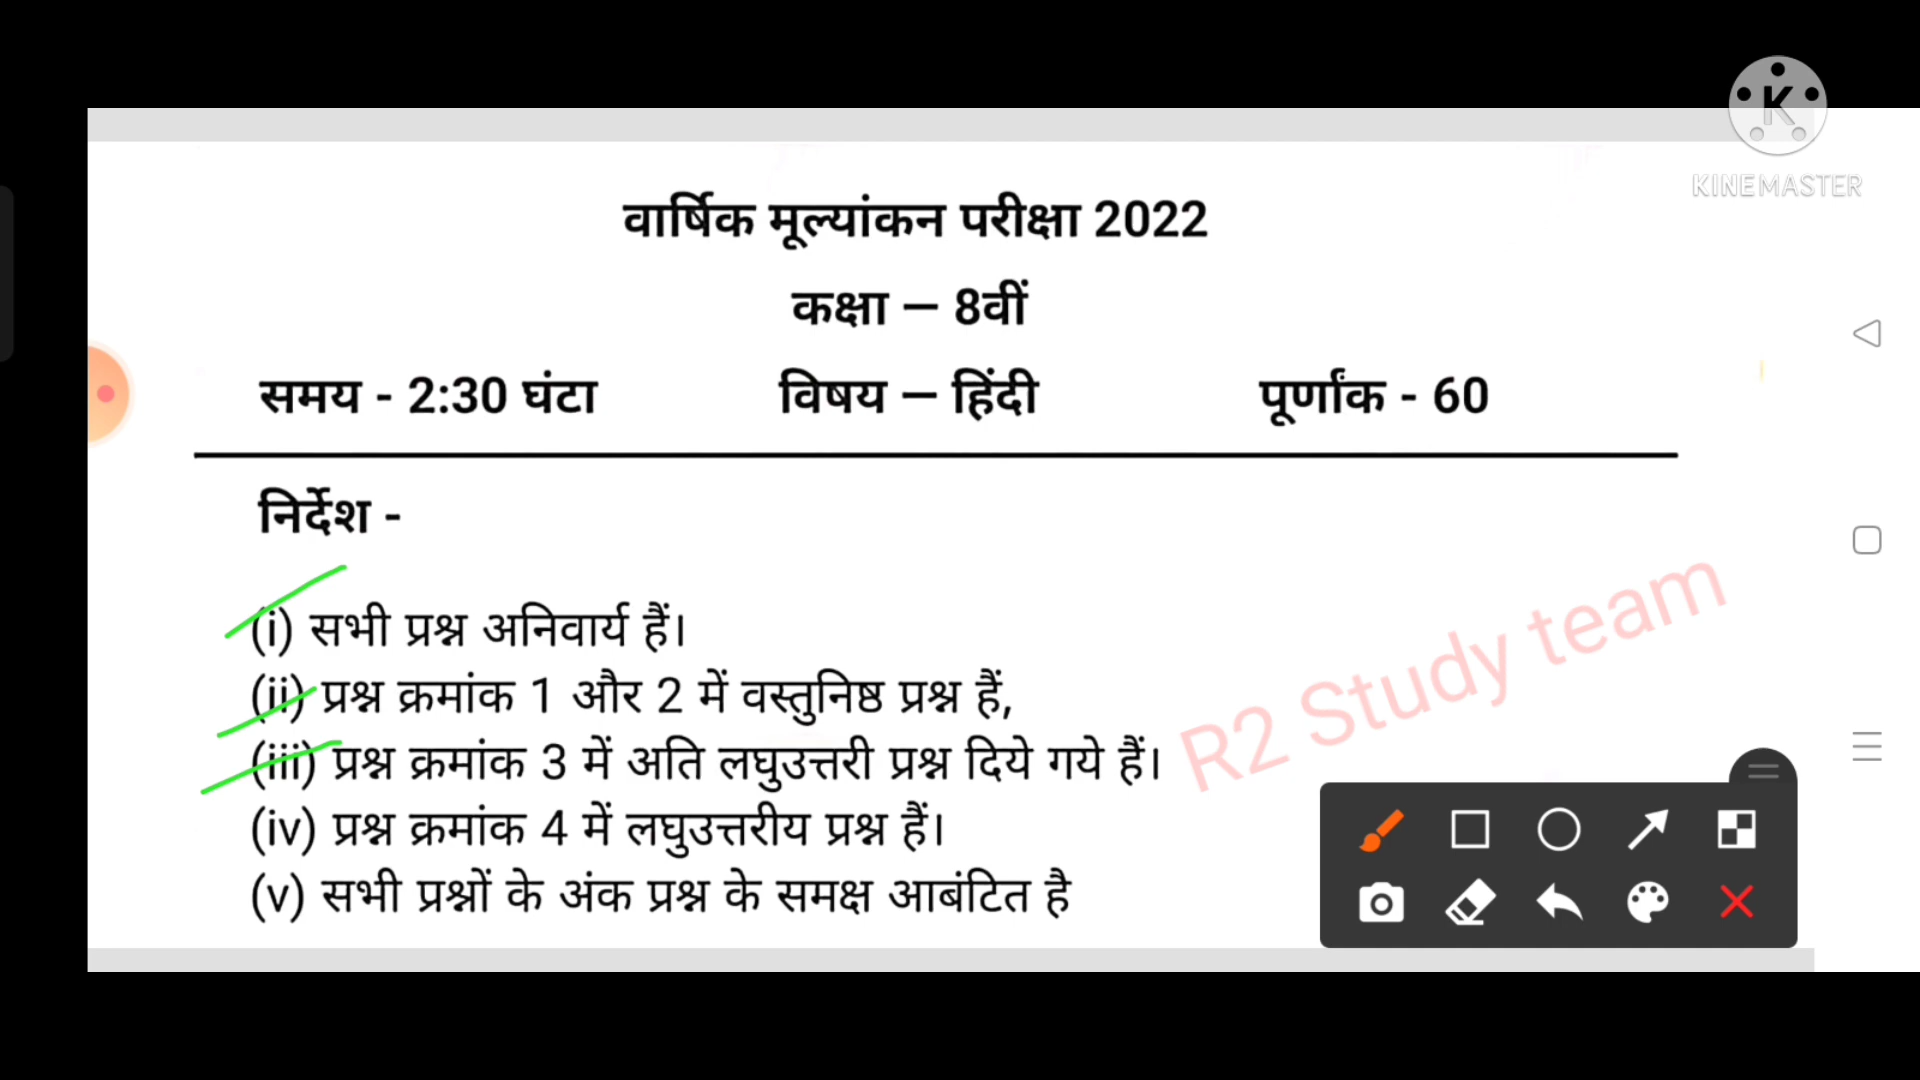 KINEMASTER
वार्षिक मूल्यांकन परीक्षा 2022
कक्षा — 8वीं
समय - 2:30 घंटा विषय — हिंदी पूर्णांक - 60
निर्देश -
(i) सभी प्रश्न अनिवार्य हैं।
(ii) प्रश्न क्रमांक 1 और 2 में वस्तुनिष्ठ प्रश्न हैं,
(iii) प्रश्न क्रमांक 3 में अति लघुउत्तरी प्रश्न दिये गये हैं।
(iv) प्रश्न क्रमांक 4 में लघुउत्तरीय प्रश्न हैं।
(v) सभी प्रश्नों के अंक प्रश्न के समक्ष आबंटित है
R2 Study team